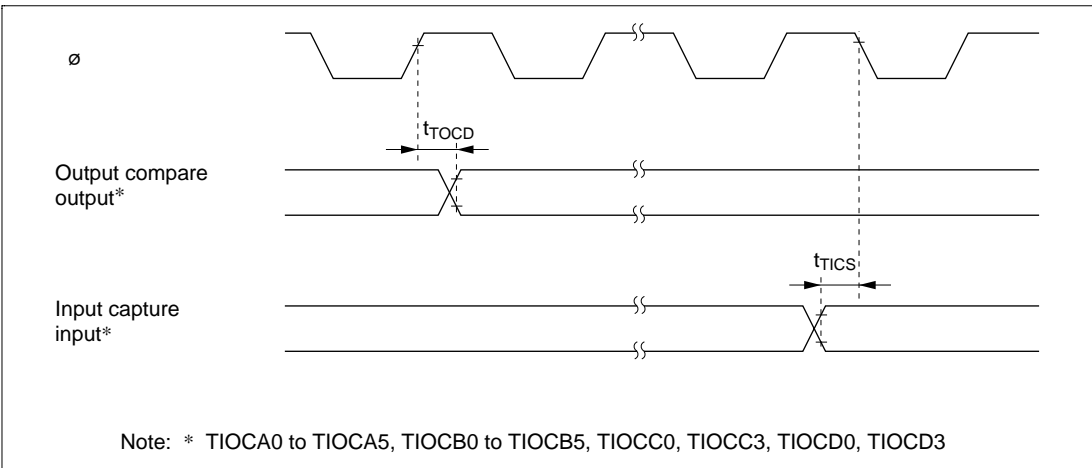 ø
tTOCD
Output compare
output*
tTICS
Input capture
input*
Note: * TIOCA0 to TIOCA5, TIOCB0 to TIOCB5, TIOCC0, TIOCC3, TIOCD0, TIOCD3